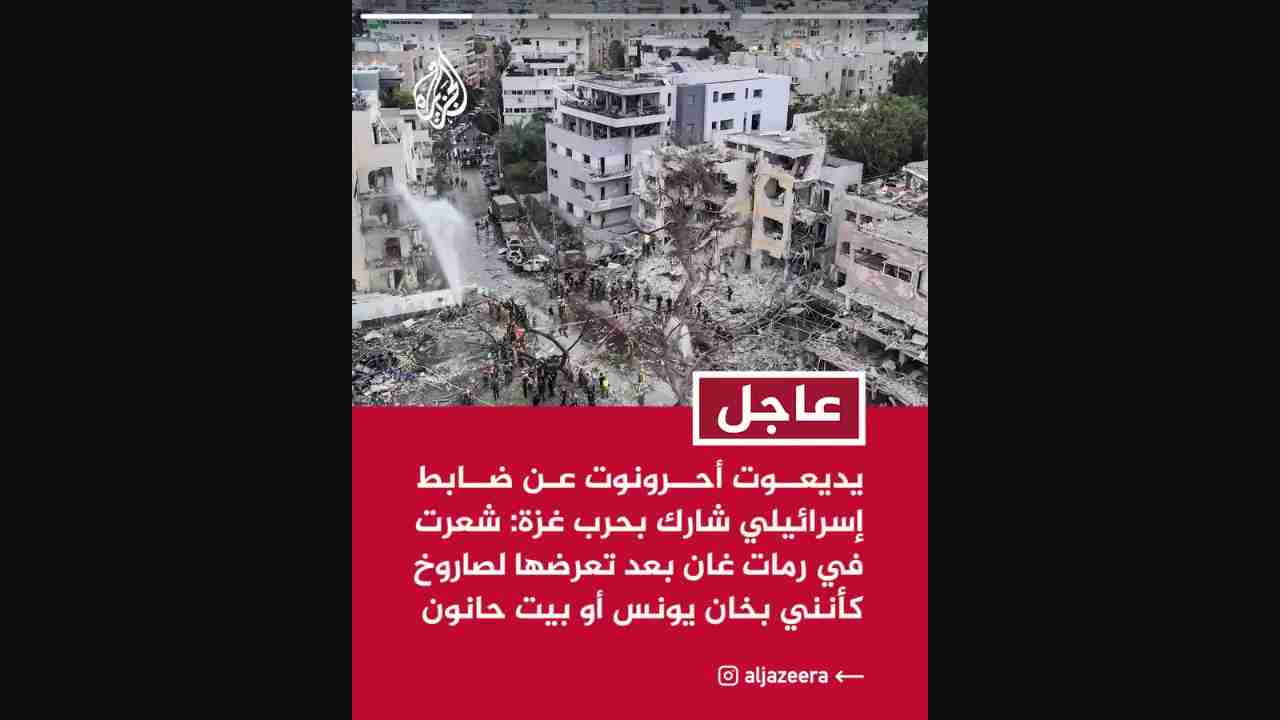 الجزيرة
عاجل
يديعوت أحرونوت عن ضابط
إسرائيلي شارك بحرب غزة: شعرت
في رمات غان بعد تعرضها لصاروخ
كأنني بخان يونس أو بيت حانون
aljazeera